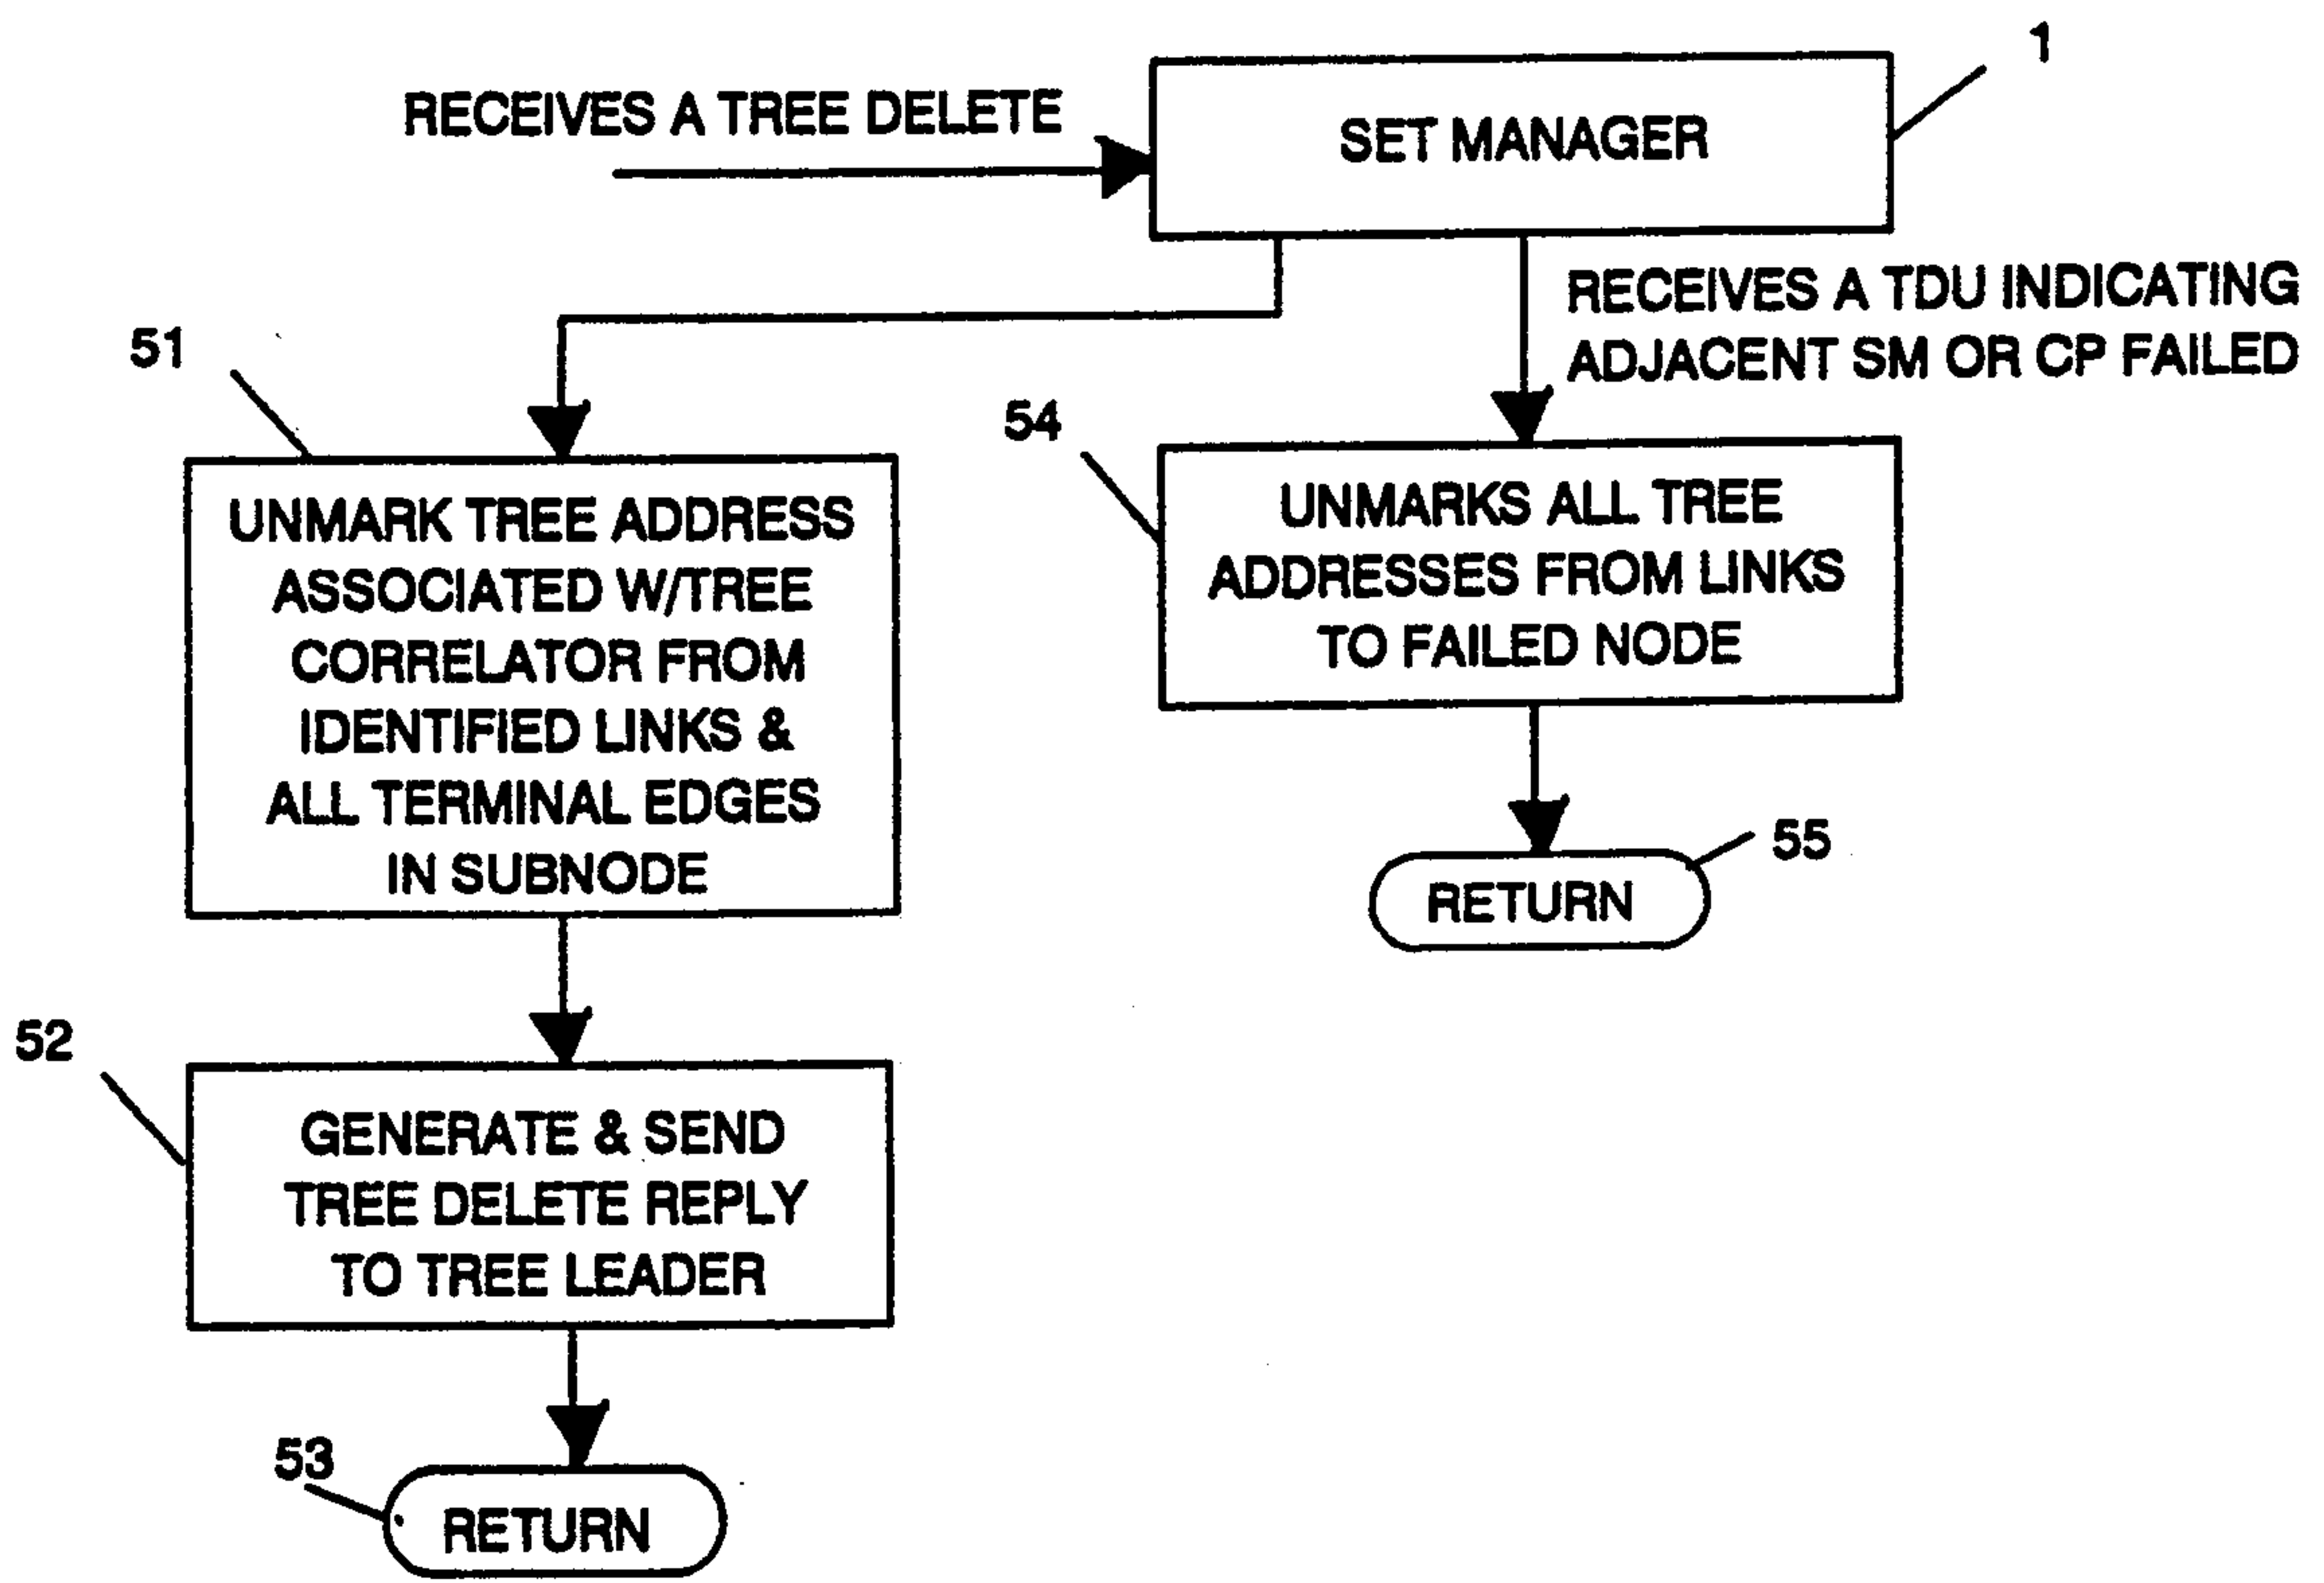 1
RECEIVES A TREE DELETE
SET MANAGER
RECEIVES A TDU INDICATING
ADJACENT SM OR CP FAILED
51
UNMARK TREE ADDRESS
ASSOCIATED W/TREE
CORRELATOR FROM
IDENTIFIED LINKS &
ALL TERMINAL EDGES
IN SUBNODE
54
UNMARKS ALL TREE
ADDRESSES FROM LINKS
TO FAILED NODE
55
RETURN
52
GENERATE & SEND
TREE DELETE REPLY
TO TREE LEADER
53
RETURN